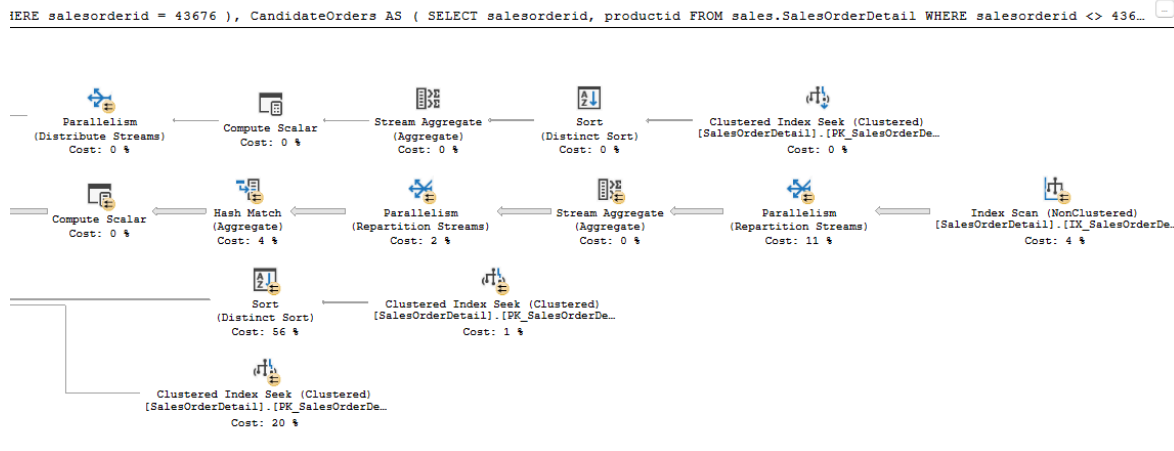 HERE salesorderid = 43676 ), CandidateOrders AS ( SELECT salesorderid, productid FROM sales.SalesOrderDetail WHERE salesorderid <> 436…
Parallelism
(Distribute Streams)
Cost: 0 %
Compute Scalar
Cost: 0 %
Stream Aggregate
(Aggregate)
Cost: 0 %
Sort
(Distinct Sort)
Cost: 0 %
Clustered Index Seek (Clustered)
[SalesOrderDetail].[PK_SalesOrderDe…
Cost: 0 %
Compute Scalar
Cost: 0 %
Hash Match
(Aggregate)
Cost: 4 %
Parallelism
(Repartition Streams)
Cost: 2 %
Stream Aggregate
(Aggregate)
Cost: 0 %
Parallelism
(Repartition Streams)
Cost: 11 %
Index Scan (NonClustered)
[SalesOrderDetail].[IX_SalesOrderDe…
Cost: 4 %
Sort
(Distinct Sort)
Cost: 56 %
Clustered Index Seek (Clustered)
[SalesOrderDetail].[PK_SalesOrderDe…
Cost: 1 %
Clustered Index Seek (Clustered)
[SalesOrderDetail].[PK_SalesOrderDe…
Cost: 20 %